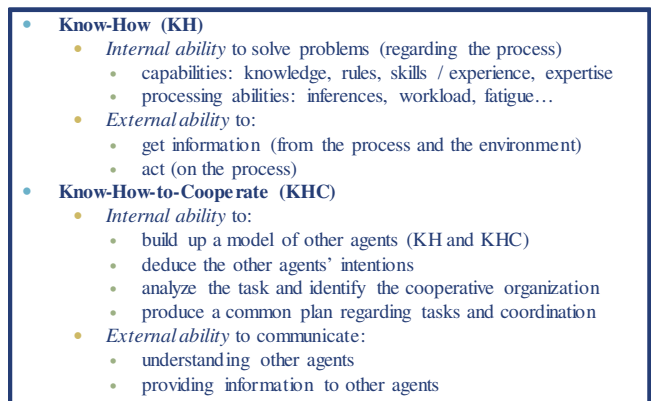 • Know-How (KH)
• Internal ability to solve problems (regarding the process)
• capabilities: knowledge, rules, skills / experience, expertise
• processing abilities: inferences, workload, fatigue…
• External ability to:
• get information (from the process and the environment)
• act (on the process)
• Know-How-to-Cooperate (KHC)
• Internal ability to:
• build up a model of other agents (KH and KHC)
• deduce the other agents’ intentions
• analyze the task and identify the cooperative organization
• produce a common plan regarding tasks and coordination
• External ability to communicate:
• understanding other agents
• providing information to other agents